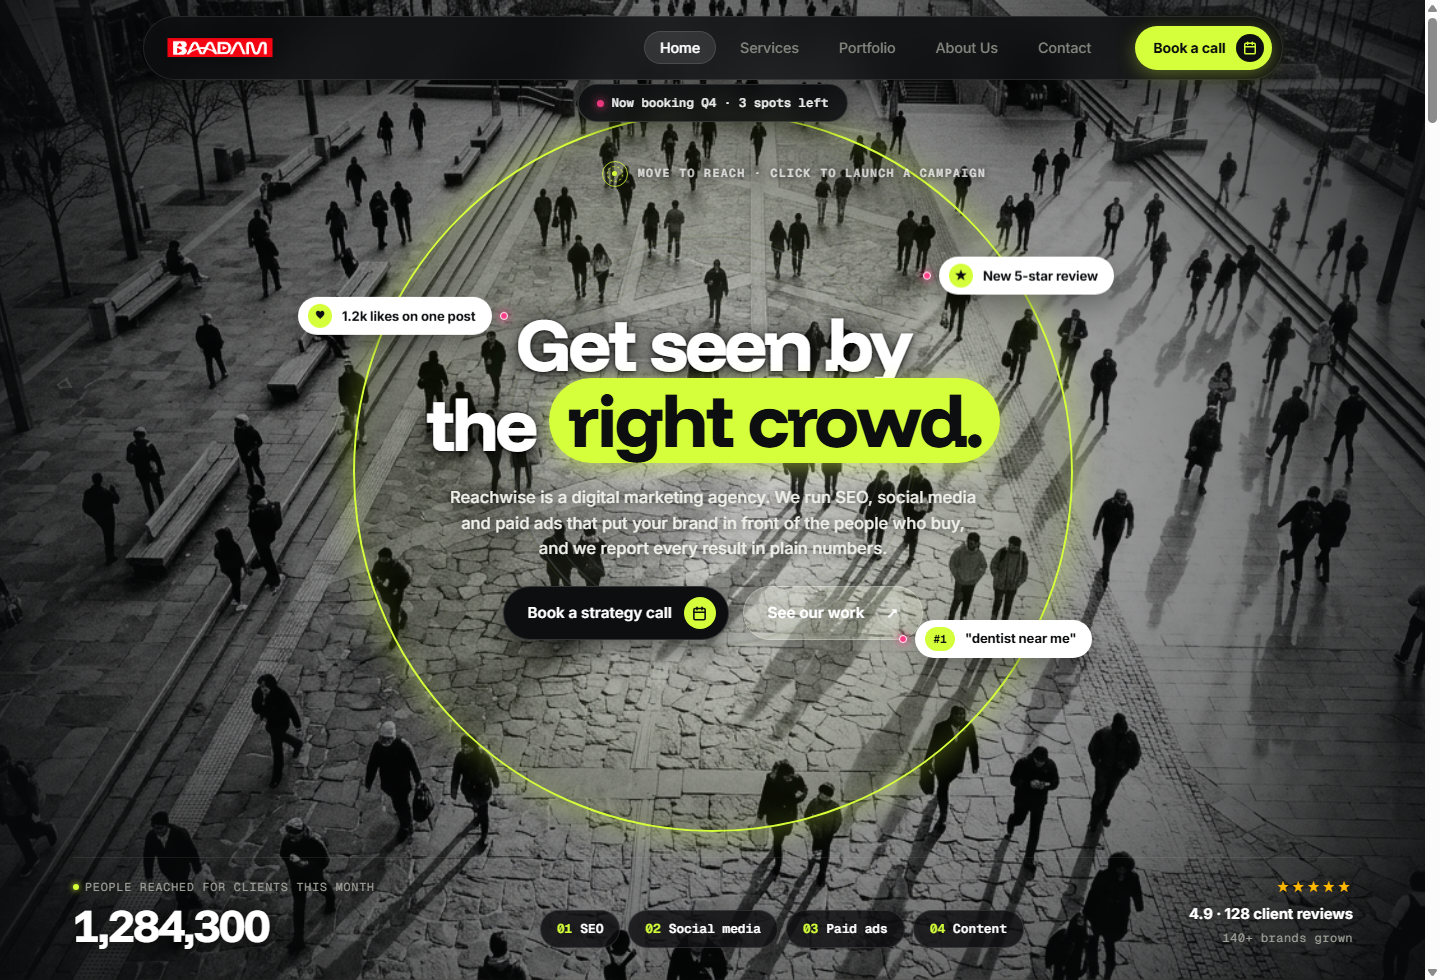 BAADAM
Home
Services
Portfolio
About Us
Contact
Book a call
Now booking Q4 · 3 spots left
MOVE TO REACH · CLICK TO LAUNCH A CAMPAIGN
New 5-star review
1.2k likes on one post
Get seen by
the right crowd.
Reachwise is a digital marketing agency. We run SEO, social media
and paid ads that put your brand in front of the people who buy,
and we report every result in plain numbers.
Book a strategy call
See our work ↗
#1 "dentist near me"
PEOPLE REACHED FOR CLIENTS THIS MONTH
1,284,300
01 SEO
02 Social media
03 Paid ads
04 Content
★★★★★
4.9 · 128 client reviews
140+ brands grown